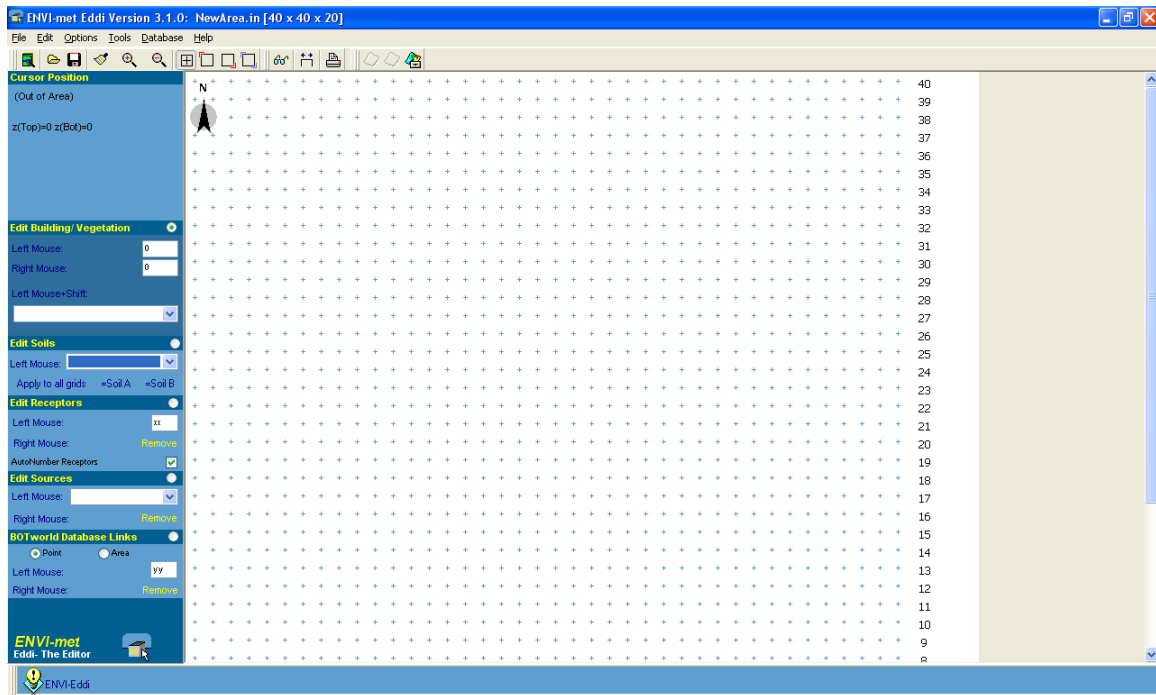 ENVI-met Eddi Version 3.1.0: NewArea.in [40 x 40 x 20]
File Edit Options Tools Database Help
Cursor Position
(Out of Area)
z(Top)=0 z(Bot)=0
Edit Building/Vegetation
Left Mouse: 0
Right Mouse: 0
Left Mouse+Shift:
Edit Soils
Left Mouse:
Apply to all grids =Soil A =Soil B
Edit Receptors
Left Mouse: xx
Right Mouse: Remove
AutoNumber Receptors
Edit Sources
Left Mouse:
Right Mouse: Remove
BOTworld Database Links
Point Area
Left Mouse: yy
Right Mouse: Remove
ENVI-met
Eddi- The Editor
N
40
39
38
37
36
35
34
33
32
31
30
29
28
27
26
25
24
23
22
21
20
19
18
17
16
15
14
13
12
11
10
9
8
ENVI-Eddi